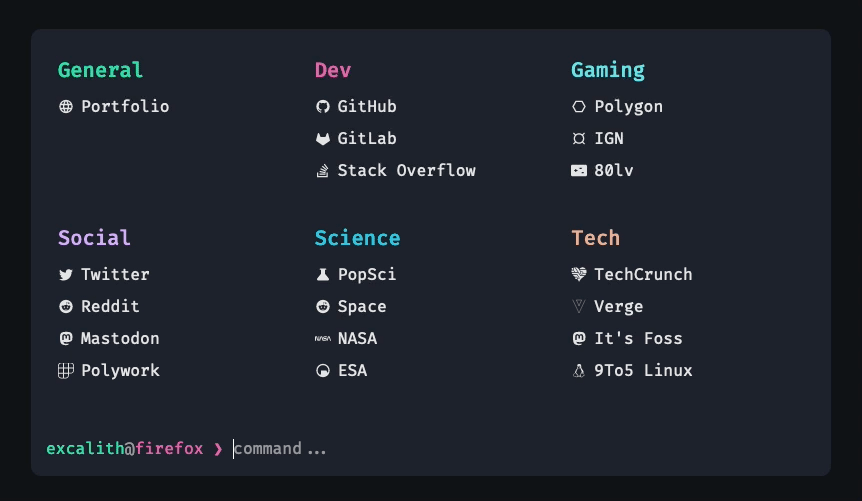 General
Portfolio
Dev
GitHub
GitLab
Stack Overflow
Gaming
Polygon
IGN
80lv
Social
Twitter
Reddit
Mastodon
Polywork
Science
PopSci
Space
NASA
NASA
ESA
Tech
TechCrunch
Verge
It's Foss
9To5 Linux
excalith@firefox ❯ command ...